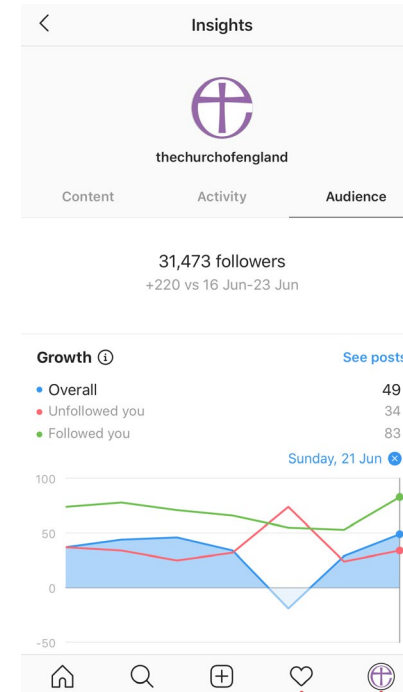 Insights
thechurchofengland
Content Activity Audience
31,473 followers
+220 vs 16 Jun-23 Jun
Growth See posts
Overall 49
Unfollowed you 34
Followed you 83
Sunday, 21 Jun
100
50
0
-50